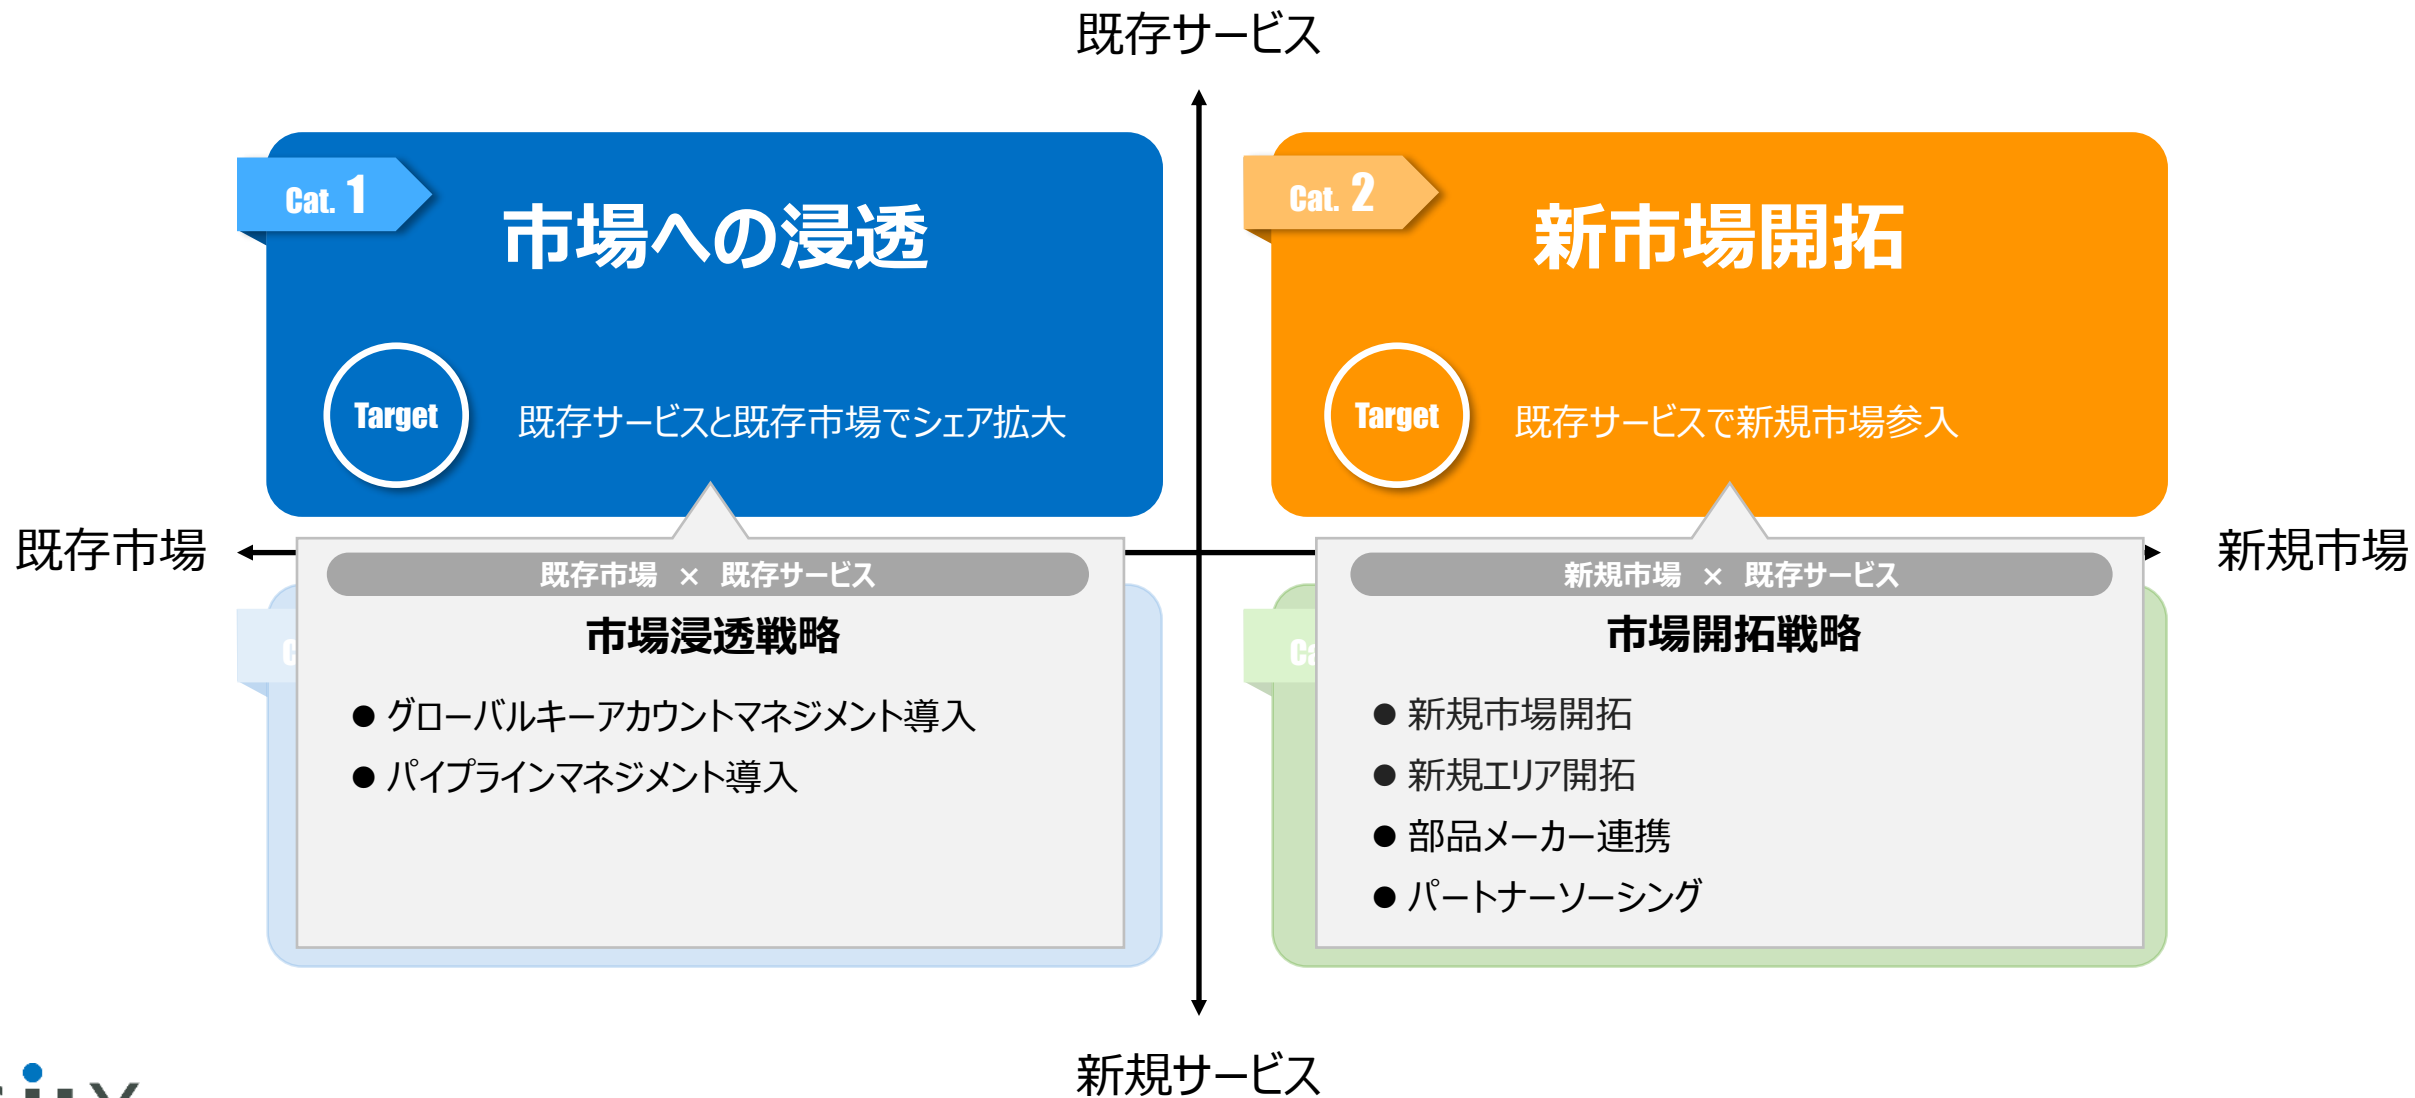 既存サービス
Cat. 1
市場への浸透
Target
既存サービスと既存市場でシェア拡大
Cat. 2
新市場開拓
Target
既存サービスで新規市場参入
既存市場
新規市場
既存市場 × 既存サービス
市場浸透戦略
● グローバルキーアカウントマネジメント導入
● パイプラインマネジメント導入
新規市場 × 既存サービス
市場開拓戦略
● 新規市場開拓
● 新規エリア開拓
● 部品メーカー連携
● パートナーソーシング
新規サービス